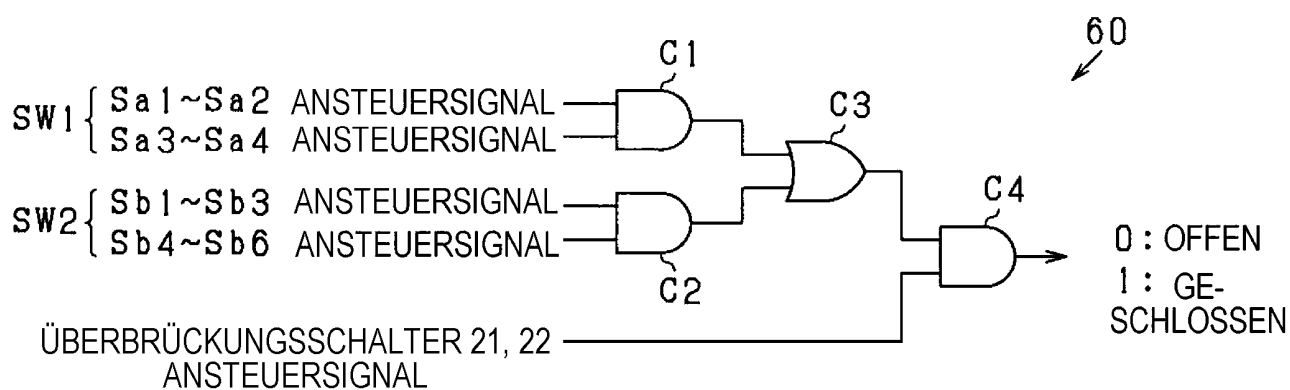 60
C1
SW1 { Sa1~Sa2 ANSTEUERSIGNAL
Sa3~Sa4 ANSTEUERSIGNAL
C3
SW2 { Sb1~Sb3 ANSTEUERSIGNAL
Sb4~Sb6 ANSTEUERSIGNAL
C2
C4
0 : OFFEN
1 : GE-
SCHLOSSEN
ÜBERBRÜCKUNGSSCHALTER 21, 22
ANSTEUERSIGNAL